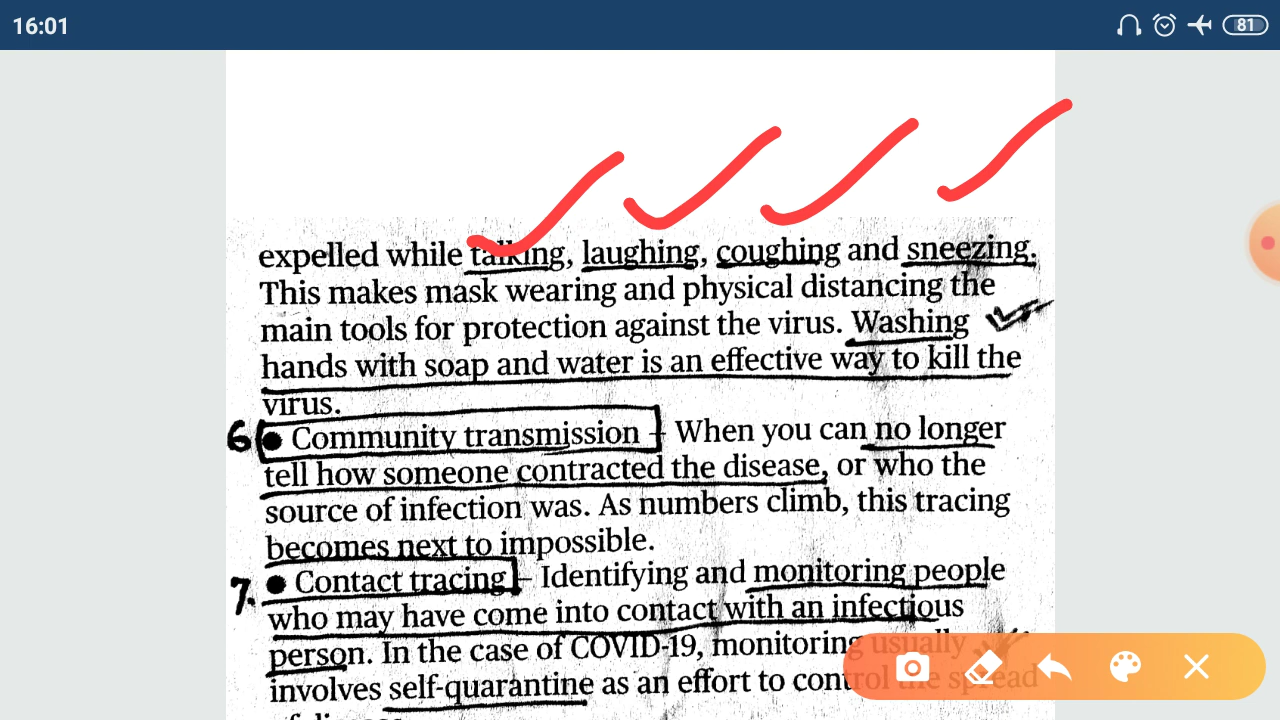 16:01
81
expelled while talking, laughing, coughing and sneezing.
This makes mask wearing and physical distancing the
main tools for protection against the virus. Washing
hands with soap and water is an effective way to kill the
virus.
6 ● Community transmission – When you can no longer
tell how someone contracted the disease, or who the
source of infection was. As numbers climb, this tracing
becomes next to impossible.
7. ● Contact tracing – Identifying and monitoring people
who may have come into contact with an infectious
person. In the case of COVID-19, monitoring usually
involves self-quarantine as an effort to control the spread